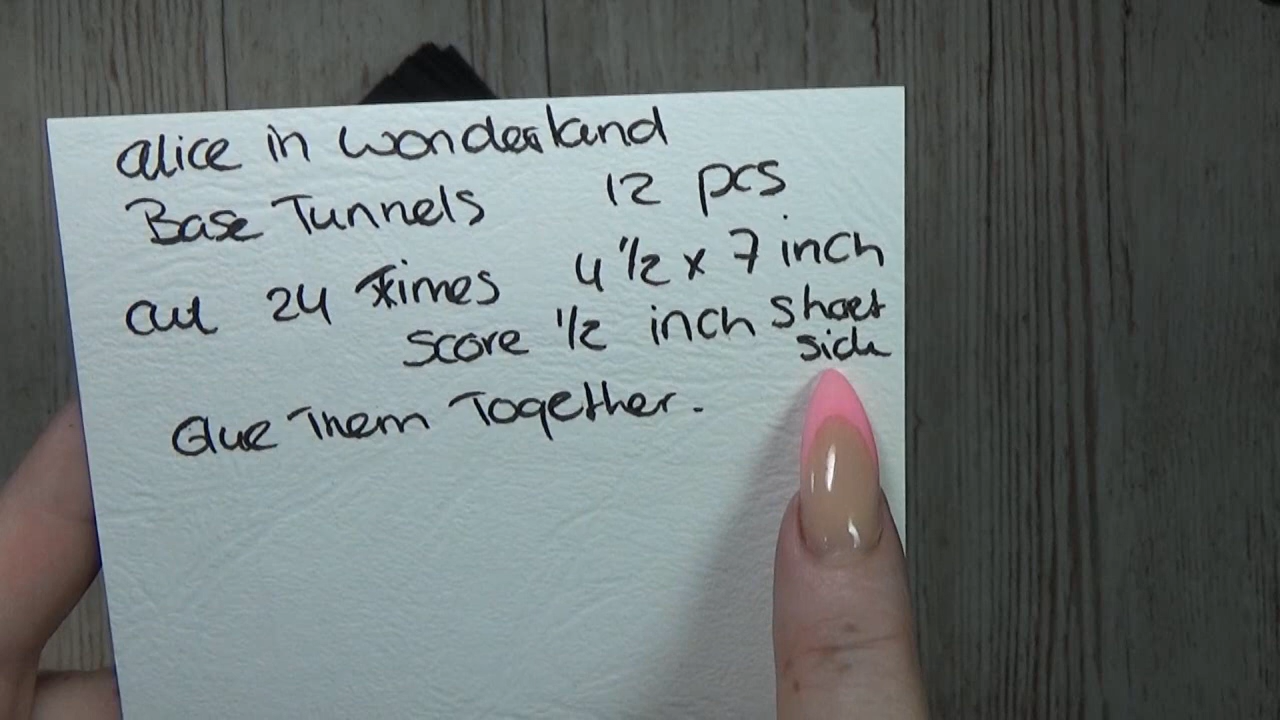 alice in wonderland
Base Tunnels 12 pcs
cut 24 Times 4 1/2 x 7 inch
score 1/2 inch short side
Glue Them Together.